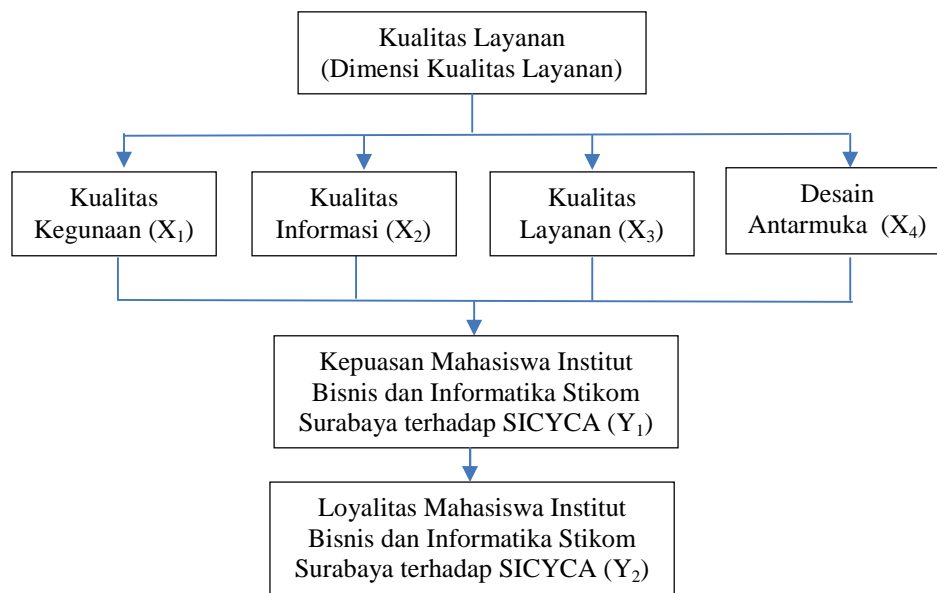 Kualitas Layanan
(Dimensi Kualitas Layanan)
Kualitas
Kegunaan (X₁)
Kualitas
Informasi (X₂)
Kualitas
Layanan (X₃)
Desain
Antarmuka (X₄)
Kepuasan Mahasiswa Institut
Bisnis dan Informatika Stikom
Surabaya terhadap SICYCA (Y₁)
Loyalitas Mahasiswa Institut
Bisnis dan Informatika Stikom
Surabaya terhadap SICYCA (Y₂)